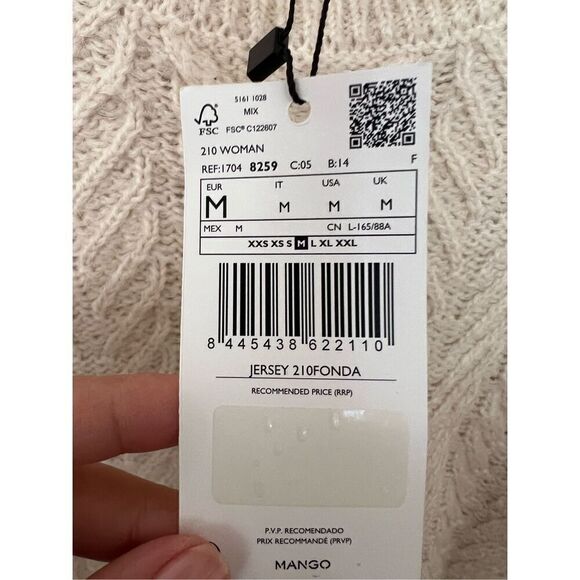 5161 1028
MIX
FSC
FSC® C122607
210 WOMAN
REF:1704 8259 C:05 B:14 F
EUR IT USA UK
M M M M
MEX M CN L-165/88A
XXS XS S M L XL XXL
8 445438 622110
JERSEY 210FONDA
RECOMMENDED PRICE (RRP)
P.V.P. RECOMENDADO
PRIX RECOMMANDÉ (PRVP)
MANGO